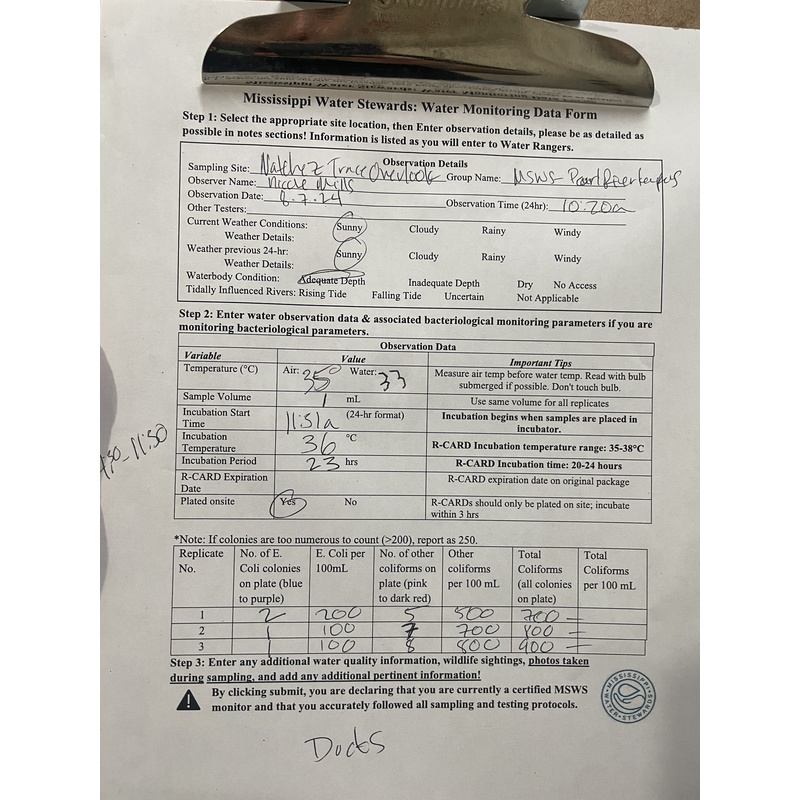 Mississippi Water Stewards: Water Monitoring Data Form
Step 1: Select the appropriate site location, then Enter observation details, please be as detailed as
possible in notes sections! Information is listed as you will enter to Water Rangers.
Observation Details
Sampling Site: Natchez Trace Overlook Group Name: MSWS- Pearl Riverkeepers
Observer Name: Nicole Mills
Observation Date: 8.7.24 Observation Time (24hr): 10:20a
Other Testers:
Current Weather Conditions: Sunny Cloudy Rainy Windy
Weather Details:
Weather previous 24-hr: Sunny Cloudy Rainy Windy
Weather Details:
Waterbody Condition: Adequate Depth Inadequate Depth Dry No Access
Tidally Influenced Rivers: Rising Tide Falling Tide Uncertain Not Applicable
Step 2: Enter water observation data & associated bacteriological monitoring parameters if you are
monitoring bacteriological parameters.
Observation Data
Variable Value Important Tips
Temperature (°C) Air: 35° Water: 33 Measure air temp before water temp. Read with bulb
submerged if possible. Don't touch bulb.
Sample Volume 1 mL Use same volume for all replicates
Incubation Start Time 11:51a (24-hr format) Incubation begins when samples are placed in
incubator.
Incubation Temperature 36 °C R-CARD Incubation temperature range: 35-38°C
Incubation Period 23 hrs R-CARD Incubation time: 20-24 hours
R-CARD Expiration Date R-CARD expiration date on original package
Plated onsite Yes No R-CARDs should only be plated on site; incubate
within 3 hrs
11:50
*Note: If colonies are too numerous to count (>200), report as 250.
Replicate No. of E. E. Coli per No. of other Other Total Total
No. Coli colonies 100mL coliforms on coliforms Coliforms Coliforms
on plate (blue plate (pink per 100 mL (all colonies per 100 mL
to purple) to dark red) on plate)
1 2 200 5 500 700 —
2 1 100 7 700 800 —
3 1 100 8 800 900 —
Step 3: Enter any additional water quality information, wildlife sightings, photos taken
during sampling, and add any additional pertinent information!
By clicking submit, you are declaring that you are currently a certified MSWS
monitor and that you accurately followed all sampling and testing protocols.
MISSISSIPPI
WATER STEWARDS
Ducks